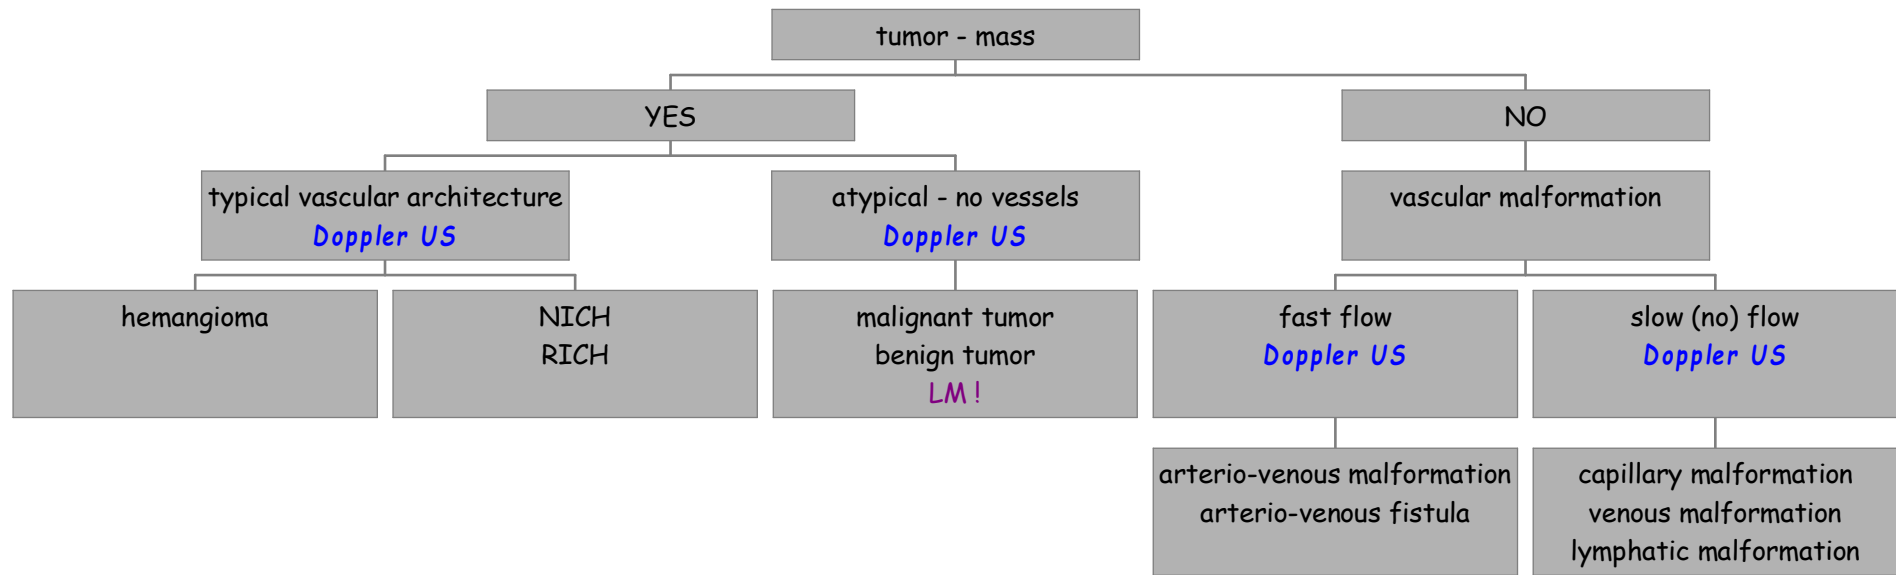 tumor - mass
YES
NO
typical vascular architecture
Doppler US
atypical - no vessels
Doppler US
vascular malformation
hemangioma
NICH
RICH
malignant tumor
benign tumor
LM !
fast flow
Doppler US
slow (no) flow
Doppler US
arterio-venous malformation
arterio-venous fistula
capillary malformation
venous malformation
lymphatic malformation